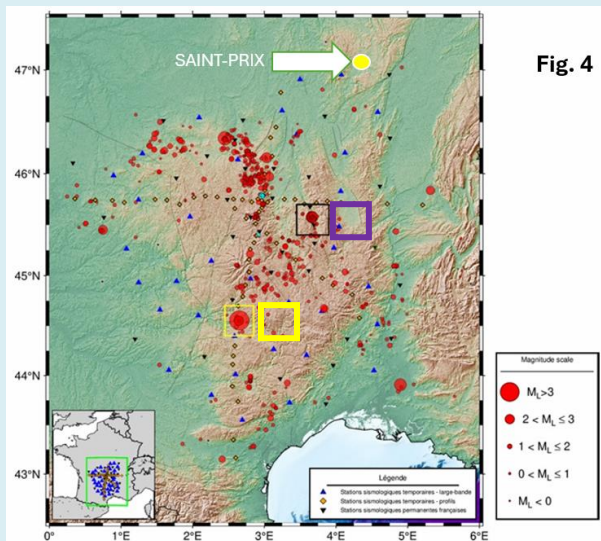 SAINT-PRIX
Fig. 4
47°N
46°N
45°N
44°N
43°N
0°
1°E
2°E
3°E
4°E
5°E
6°E
Légende
Stations sismologiques temporaires - large-bande
Stations sismologiques temporaires - profils
Stations sismologiques permanentes françaises
Magnitude scale
ML>3
2 < ML ≤ 3
1 < ML ≤ 2
0 < ML ≤ 1
ML < 0